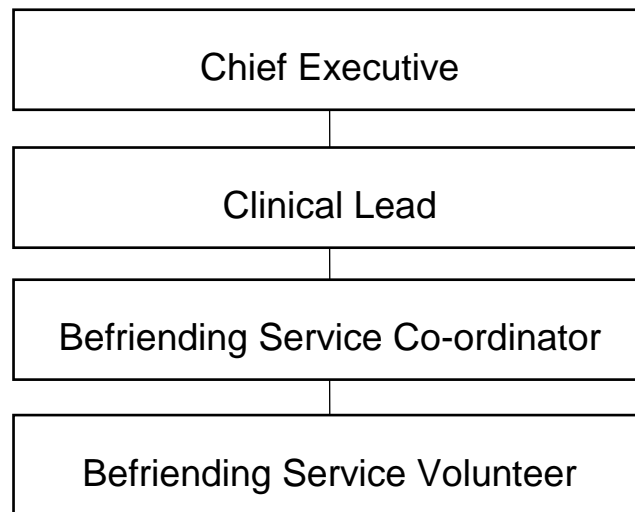 Chief Executive
Clinical Lead
Befriending Service Co-ordinator
Befriending Service Volunteer